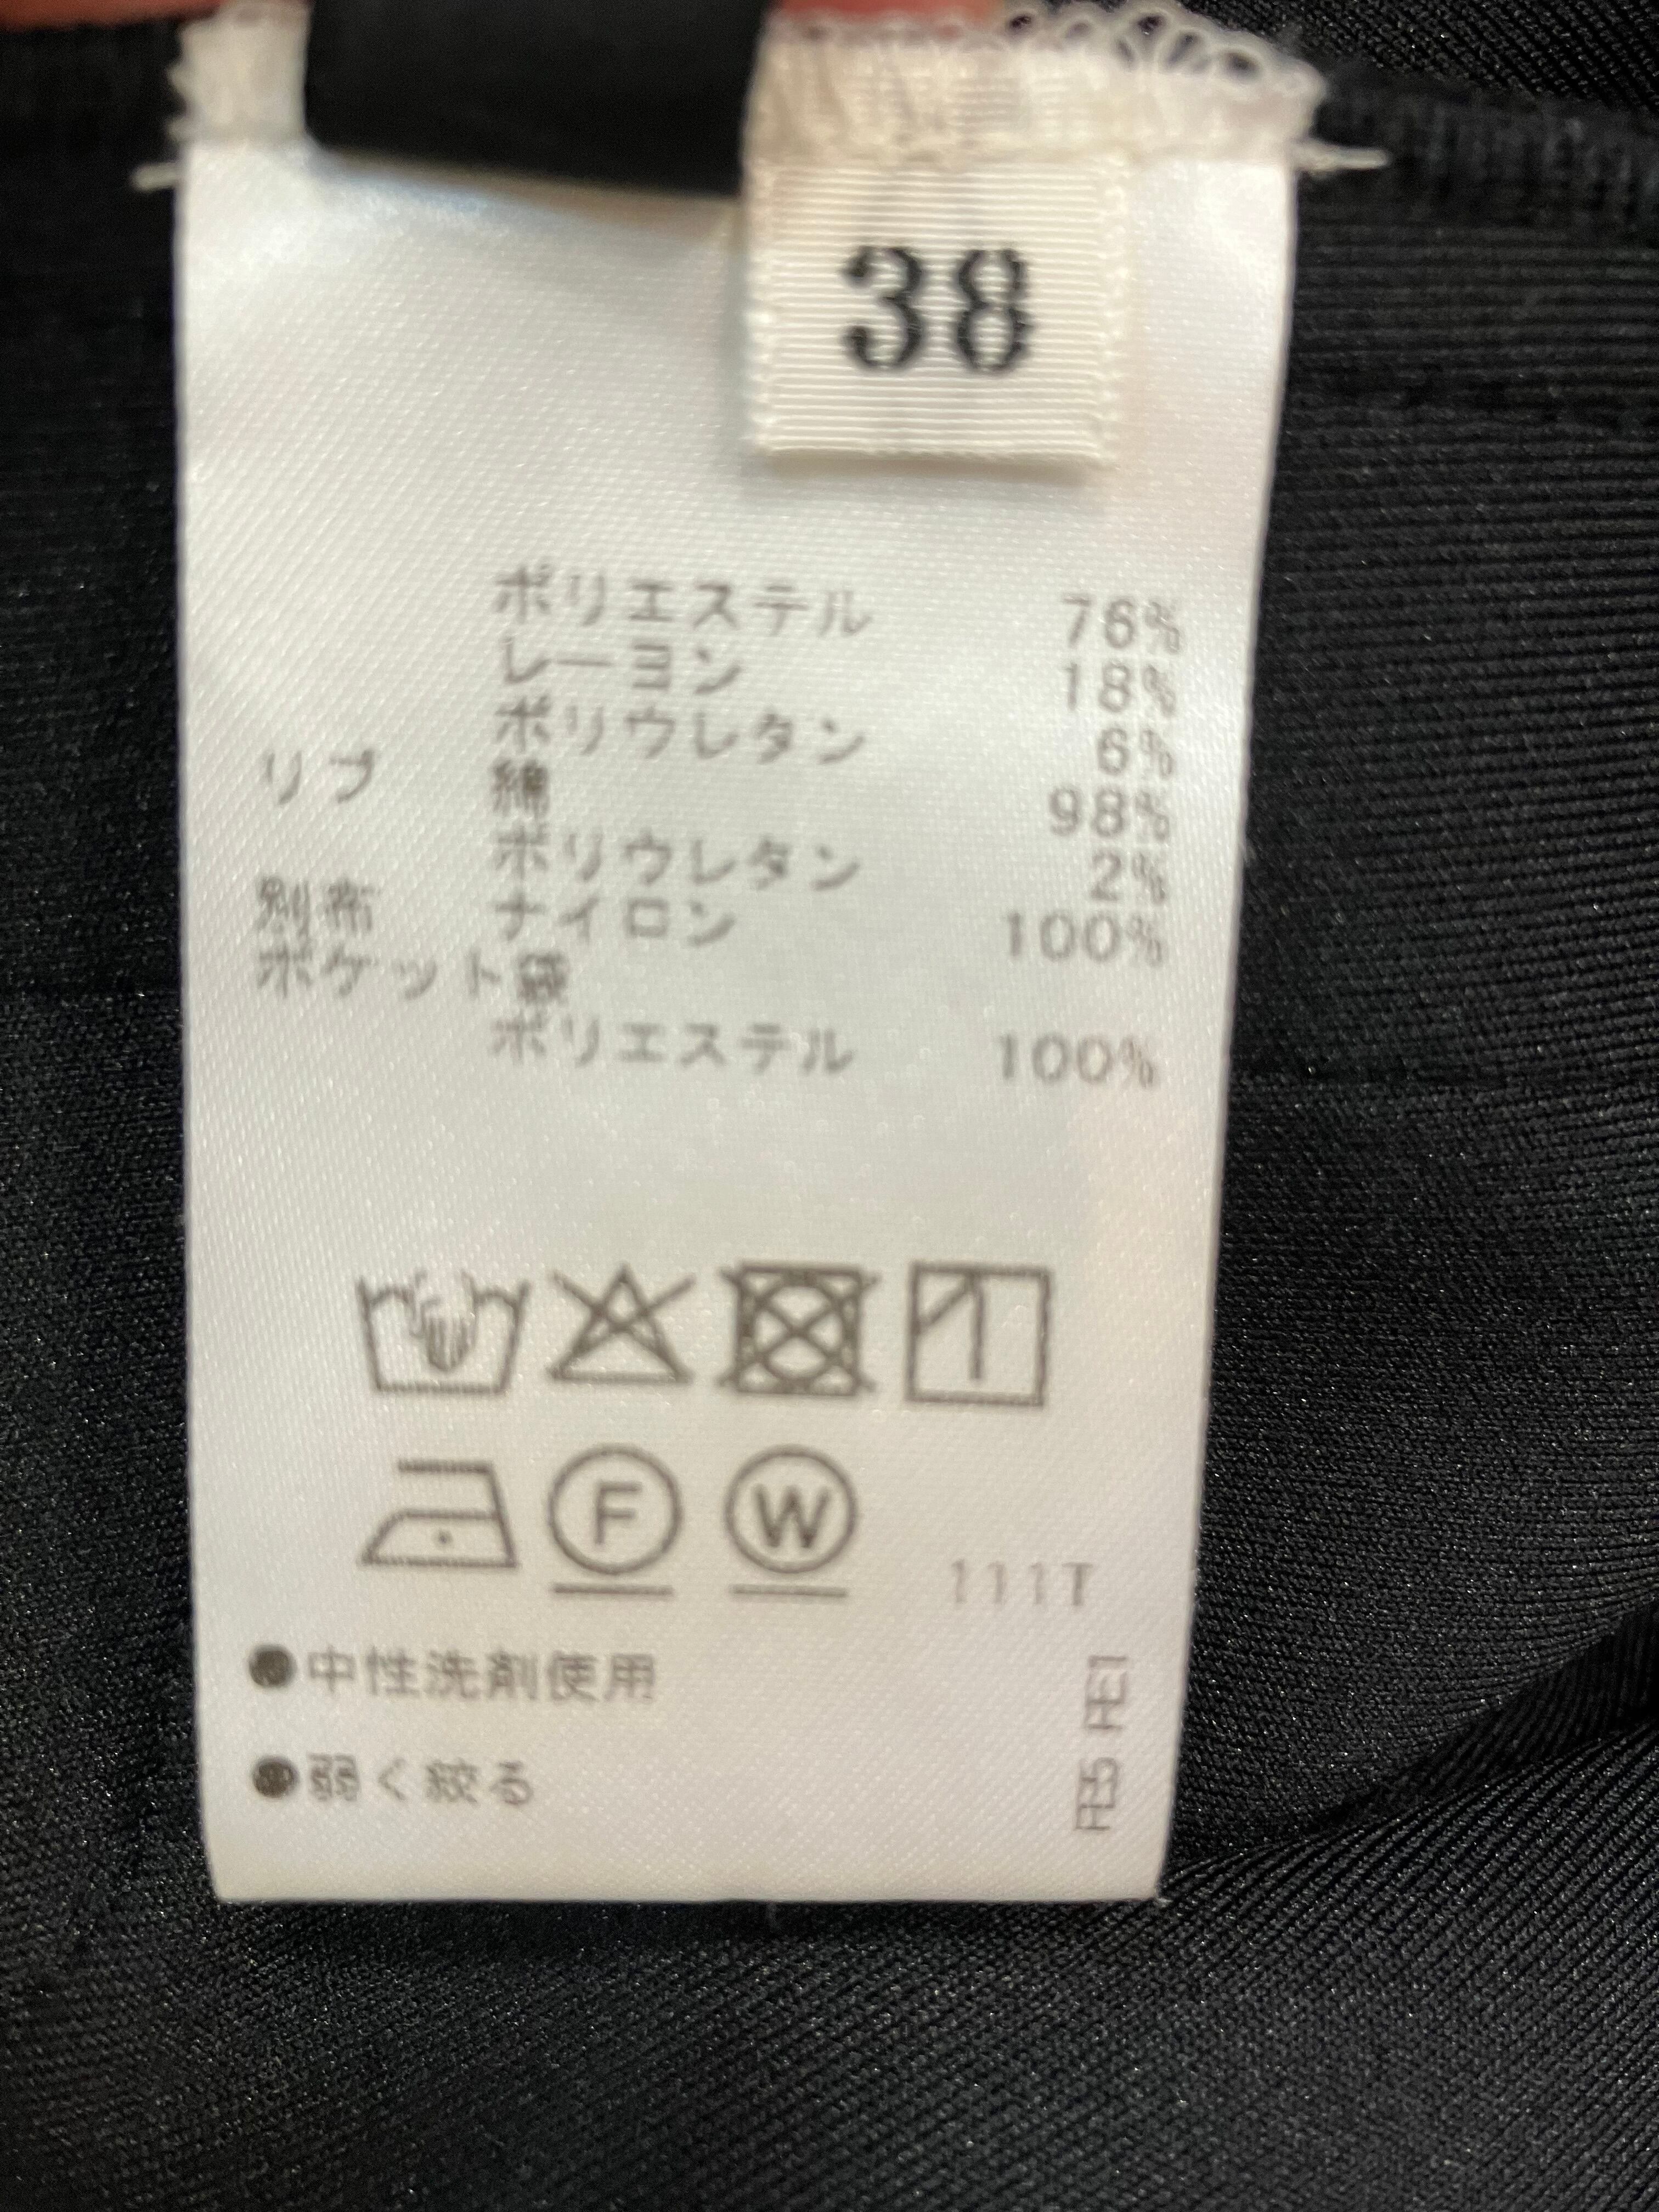 38
ポリエステル 76%
レーヨン 18%
ポリウレタン 6%
リブ 綿 98%
ポリウレタン 2%
別布 ナイロン 100%
ポケット袋
ポリエステル 100%
F W 111T
●中性洗剤使用
●弱く絞る